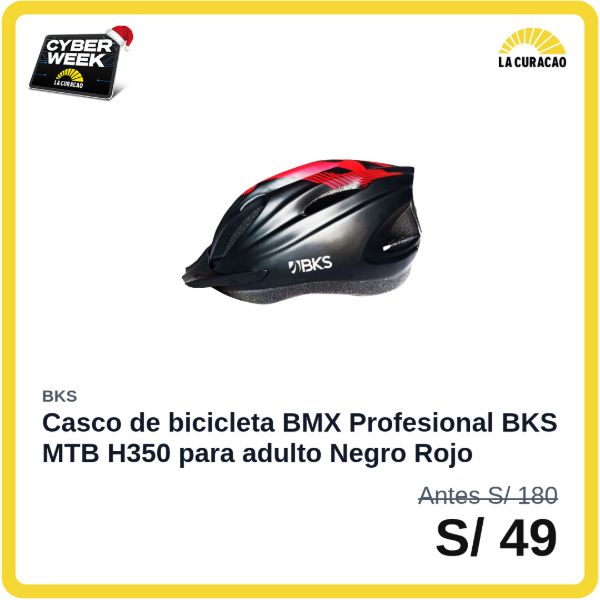 CYBER
WEEK
LA CURACAO
LA CURACAO
BKS
BKS
Casco de bicicleta BMX Profesional BKS
MTB H350 para adulto Negro Rojo
Antes S/ 180
S/ 49